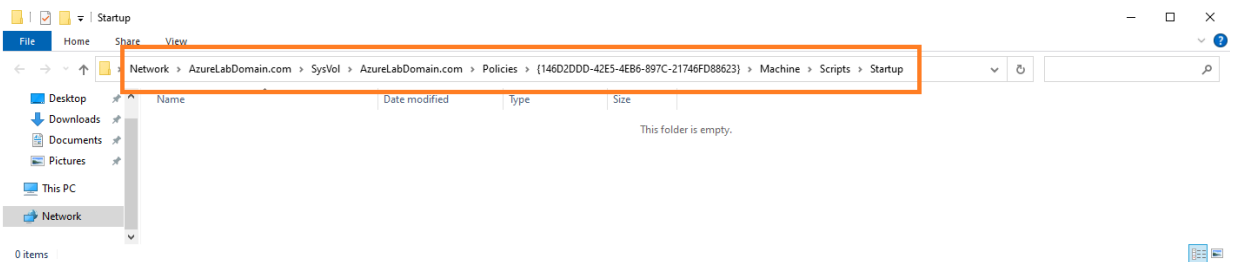 Startup
File Home Share View
Network > AzureLabDomain.com > SysVol > AzureLabDomain.com > Policies > {146D2DDD-42E5-4EB6-897C-21746FD88623} > Machine > Scripts > Startup
Name Date modified Type Size
This folder is empty.
Desktop
Downloads
Documents
Pictures
This PC
Network
0 items